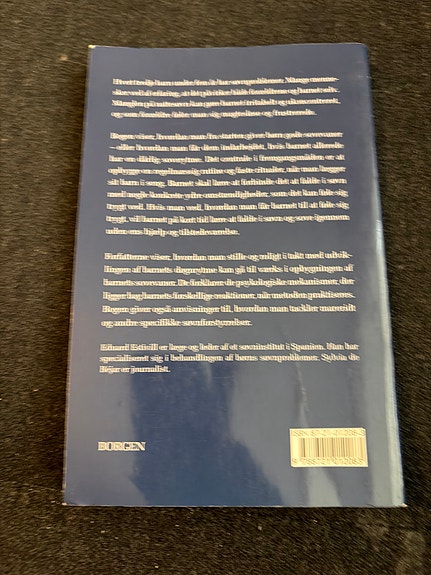 Hvert tredje barn under fem år har søvnproblemer. Mange menne-
sker ved af erfaring, at det påvirker både forældrene og barnet selv.
Manglen på nattesøvn kan gøre barnet irritabelt og ukoncentreret,
og som forældre føler man sig magtesløse og frustrerede.
Bogen viser, hvordan man fra starten giver børn gode sovevaner
– eller hvordan man får dem indarbejdet, hvis barnet allerede
har en dårlig soverytme. Det centrale i fremgangsmåden er at
opbygge en regelmæssig rutine og faste ritualer, når man lægger
sit barn i seng. Barnet skal lære at forbinde det at falde i søvn
med nogle konkrete ydre omstændigheder, som det kan føle sig
trygt ved. Hvis man ved, hvordan man får barnet til at føle sig
trygt, vil barnet på kort tid lære at falde i søvn og sove igennem
uden ens hjælp og tilstedeværelse.
Forfatterne viser, hvordan man stille og roligt i takt med udvik-
lingen af barnets døgnrytme kan gå til værks i opbygningen af
barnets sovevaner. De forklarer de psykologiske mekanismer, der
ligger bag barnets forskellige reaktioner, når metoden praktiseres.
Bogen giver også anvisninger til, hvordan man tackler mareridt
og andre specifikke søvnforstyrrelser.
Eduard Estivill er læge og leder af et søvninstitut i Spanien. Han har
specialiseret sig i behandlingen af børns søvnproblemer. Sylvia de
Béjar er journalist.
BORGEN